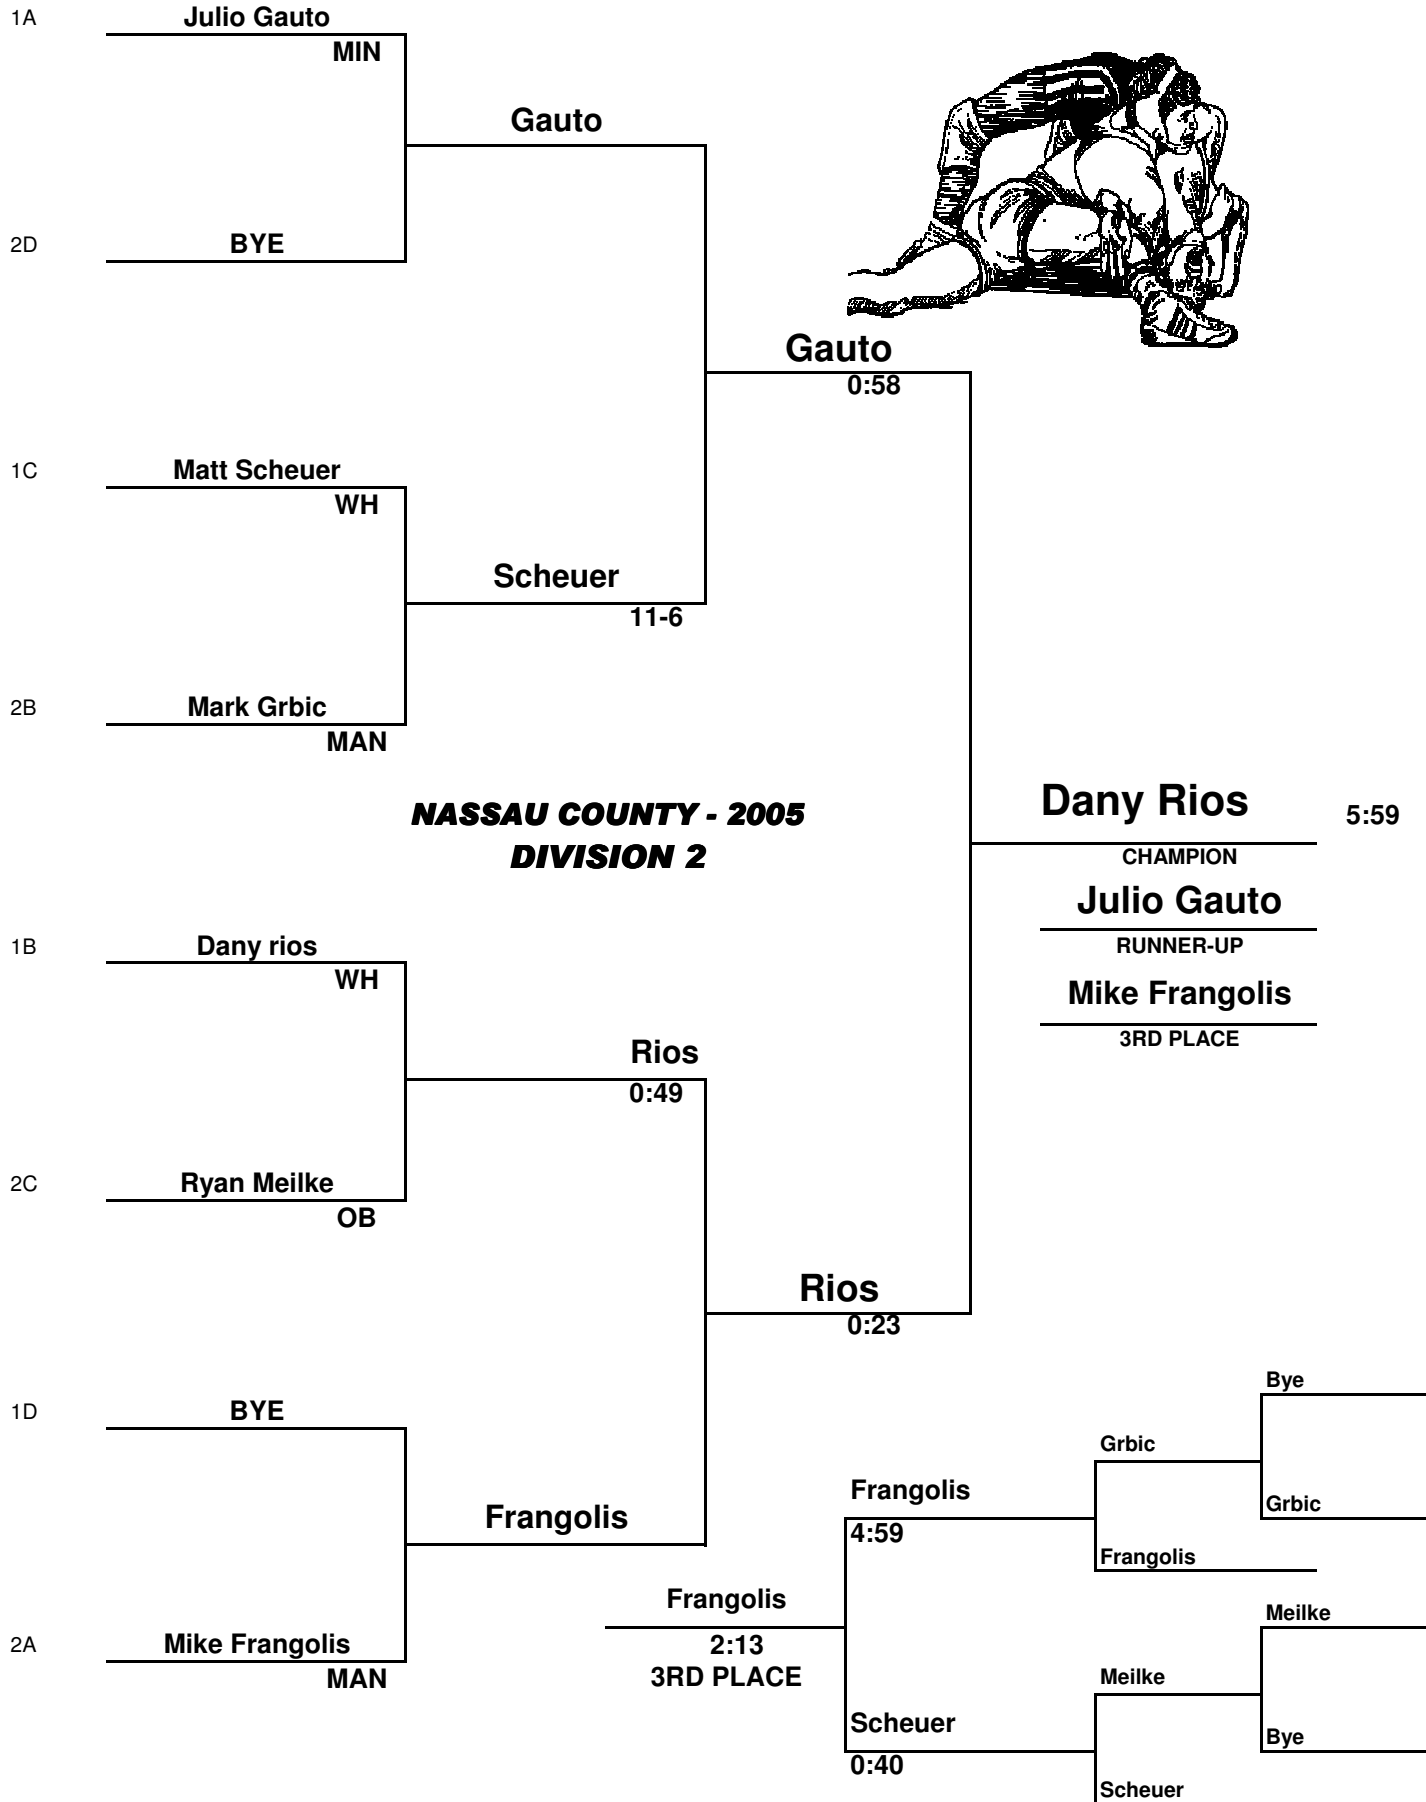 1A
Julio Gauto
MIN
Gauto
2D
BYE
Gauto
0:58
1C
Matt Scheuer
WH
Scheuer
11-6
2B
Mark Grbic
MAN
NASSAU COUNTY - 2005
DIVISION 2
Dany Rios
5:59
CHAMPION
Julio Gauto
RUNNER-UP
Mike Frangolis
3RD PLACE
1B
Dany rios
WH
Rios
0:49
2C
Ryan Meilke
OB
Rios
0:23
1D
BYE
Frangolis
2A
Mike Frangolis
MAN
Bye
Grbic
Grbic
Frangolis
4:59
Frangolis
Frangolis
2:13
3RD PLACE
Meilke
Meilke
Bye
Scheuer
0:40
Scheuer